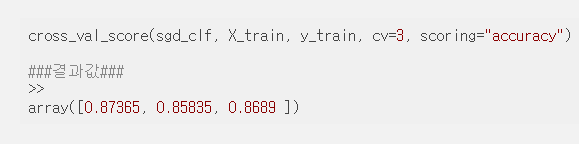 cross_val_score(sgd_clf, X_train, y_train, cv=3, scoring="accuracy")
###결과값###
>>
array([0.87365, 0.85835, 0.8689 ])